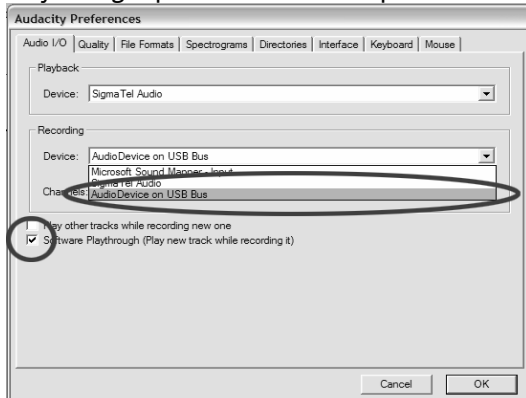 Audacity Preferences
Audio I/O Quality File Formats Spectrograms Directories Interface Keyboard Mouse
Playback
Device: SigmaTel Audio
Recording
Device: AudioDevice on USB Bus
Microsoft Sound Mapper - Input
SigmaTel Audio
Channels: AudioDevice on USB Bus
Play other tracks while recording new one
Software Playthrough (Play new track while recording it)
Cancel OK